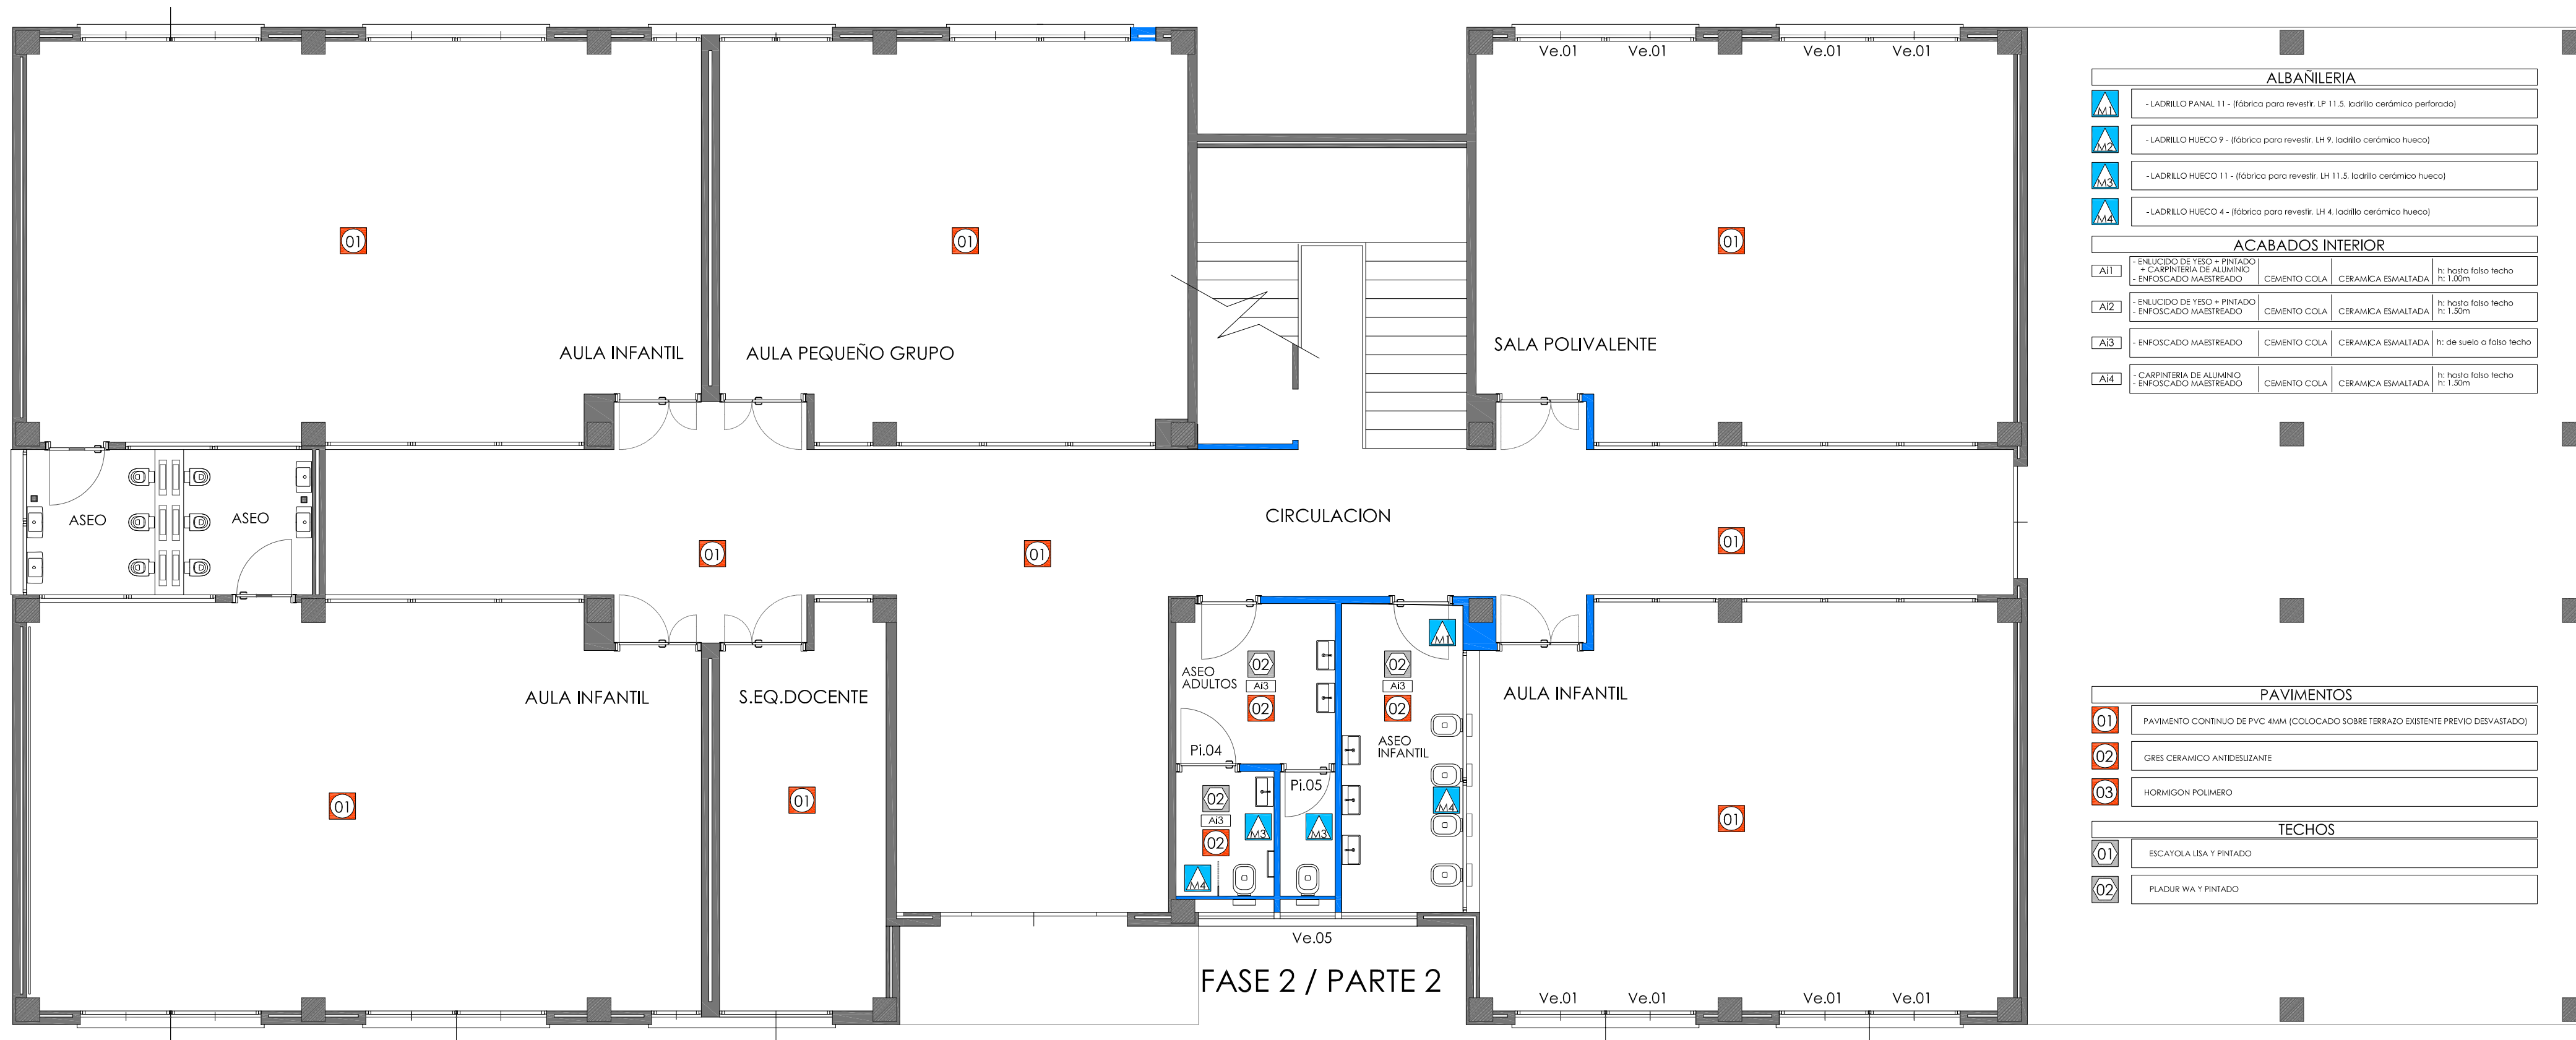 Ve.01 Ve.01 Ve.01 Ve.01
01
01
01
AULA INFANTIL
AULA PEQUEÑO GRUPO
SALA POLIVALENTE
ASEO
ASEO
CIRCULACION
01
01
01
AULA INFANTIL
S.EQ.DOCENTE
ASEO
ADULTOS
02
Ai3
02
02
Ai3
02
M1
ASEO
INFANTIL
AULA INFANTIL
Pi.04
Pi.05
01
01
02
Ai3
02
M3
M3
M4
M4
01
Ve.05
FASE 2 / PARTE 2
Ve.01 Ve.01 Ve.01 Ve.01
ALBAÑILERIA
M1 - LADRILLO PANAL 11 - (fábrica para revestir. LP 11.5. ladrillo cerámico perforado)
M2 - LADRILLO HUECO 9 - (fábrica para revestir. LH 9. ladrillo cerámico hueco)
M3 - LADRILLO HUECO 11 - (fábrica para revestir. LH 11.5. ladrillo cerámico hueco)
M4 - LADRILLO HUECO 4 - (fábrica para revestir. LH 4. ladrillo cerámico hueco)
ACABADOS INTERIOR
Ai1
- ENLUCIDO DE YESO + PINTADO
+ CARPINTERIA DE ALUMINIO h: hasta falso techo
- ENFOSCADO MAESTREADO CEMENTO COLA CERAMICA ESMALTADA h: 1.00m
Ai2
- ENLUCIDO DE YESO + PINTADO h: hasta falso techo
- ENFOSCADO MAESTREADO CEMENTO COLA CERAMICA ESMALTADA h: 1.50m
Ai3 - ENFOSCADO MAESTREADO CEMENTO COLA CERAMICA ESMALTADA h: de suelo a falso techo
Ai4
- CARPINTERIA DE ALUMINIO h: hasta falso techo
- ENFOSCADO MAESTREADO CEMENTO COLA CERAMICA ESMALTADA h: 1.50m
PAVIMENTOS
01 PAVIMENTO CONTINUO DE PVC 4MM (COLOCADO SOBRE TERRAZO EXISTENTE PREVIO DESVASTADO)
02 GRES CERAMICO ANTIDESLIZANTE
03 HORMIGON POLIMERO
TECHOS
01 ESCAYOLA LISA Y PINTADO
02 PLADUR WA Y PINTADO